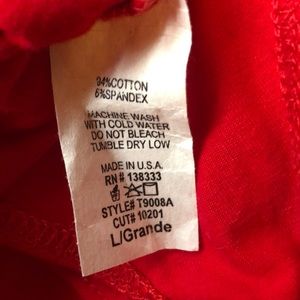 94%COTTON
6%SPANDEX
MACHINE WASH
WITH COLD WATER
DO NOT BLEACH
TUMBLE DRY LOW
MADE IN U.S.A.
RN# 138333
STYLE# T9008A
CUT# 10201
L/Grande